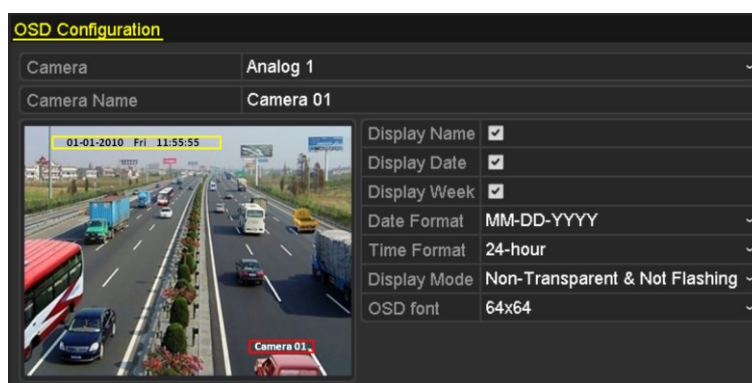 OSD Configuration
Camera Analog 1
Camera Name Camera 01
01-01-2010 Fri 11:55:55
Camera 01
Display Name
Display Date
Display Week
Date Format MM-DD-YYYY
Time Format 24-hour
Display Mode Non-Transparent & Not Flashing
OSD font 64x64